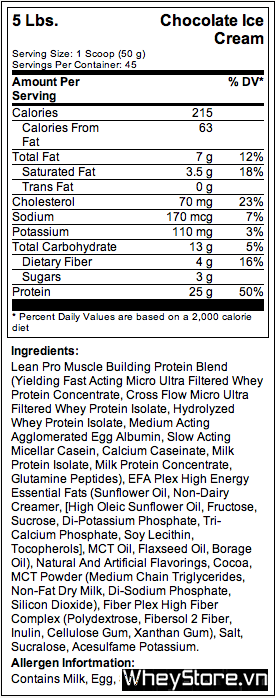 5 Lbs. Chocolate Ice
Cream
Serving Size: 1 Scoop (50 g)
Servings Per Container: 45
Amount Per % DV*
Serving
Calories 215
Calories From 63
Fat
Total Fat 7 g 12%
Saturated Fat 3.5 g 18%
Trans Fat 0 g
Cholesterol 70 mg 23%
Sodium 170 mcg 7%
Potassium 110 mg 3%
Total Carbohydrate 13 g 5%
Dietary Fiber 4 g 16%
Sugars 3 g
Protein 25 g 50%
* Percent Daily Values are based on a 2,000 calorie
diet
Ingredients:
Lean Pro Muscle Building Protein Blend
(Yielding Fast Acting Micro Ultra Filtered Whey
Protein Concentrate, Cross Flow Micro Ultra
Filtered Whey Protein Isolate, Hydrolyzed
Whey Protein Isolate, Medium Acting
Agglomerated Egg Albumin, Slow Acting
Micellar Casein, Calcium Caseinate, Milk
Protein Isolate, Milk Protein Concentrate,
Glutamine Peptides), EFA Plex High Energy
Essential Fats (Sunflower Oil, Non-Dairy
Creamer, [High Oleic Sunflower Oil, Fructose,
Sucrose, Di-Potassium Phosphate, Tri-
Calcium Phosphate, Soy Lecithin,
Tocopherols], MCT Oil, Flaxseed Oil, Borage
Oil), Natural And Artificial Flavorings, Cocoa,
MCT Powder (Medium Chain Triglycerides,
Non-Fat Dry Milk, Di-Sodium Phosphate,
Silicon Dioxide), Fiber Plex High Fiber
Complex (Polydextrose, Fibersol 2 Fiber,
Inulin, Cellulose Gum, Xanthan Gum), Salt,
Sucralose, Acesulfame Potassium.
Allergen Information:
Contains Milk, Egg,
WheyStore.vn